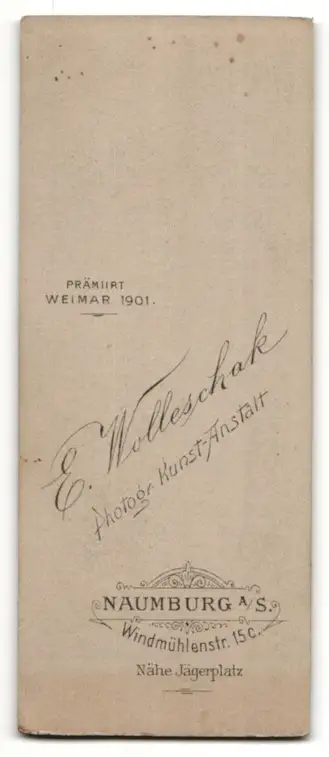 PRÄMIIRT
WEIMAR 1901.
E. Wolleschak
Photogr. Kunst-Anstalt
NAUMBURG A/S.
Windmühlenstr. 15c.
Nähe Jägerplatz